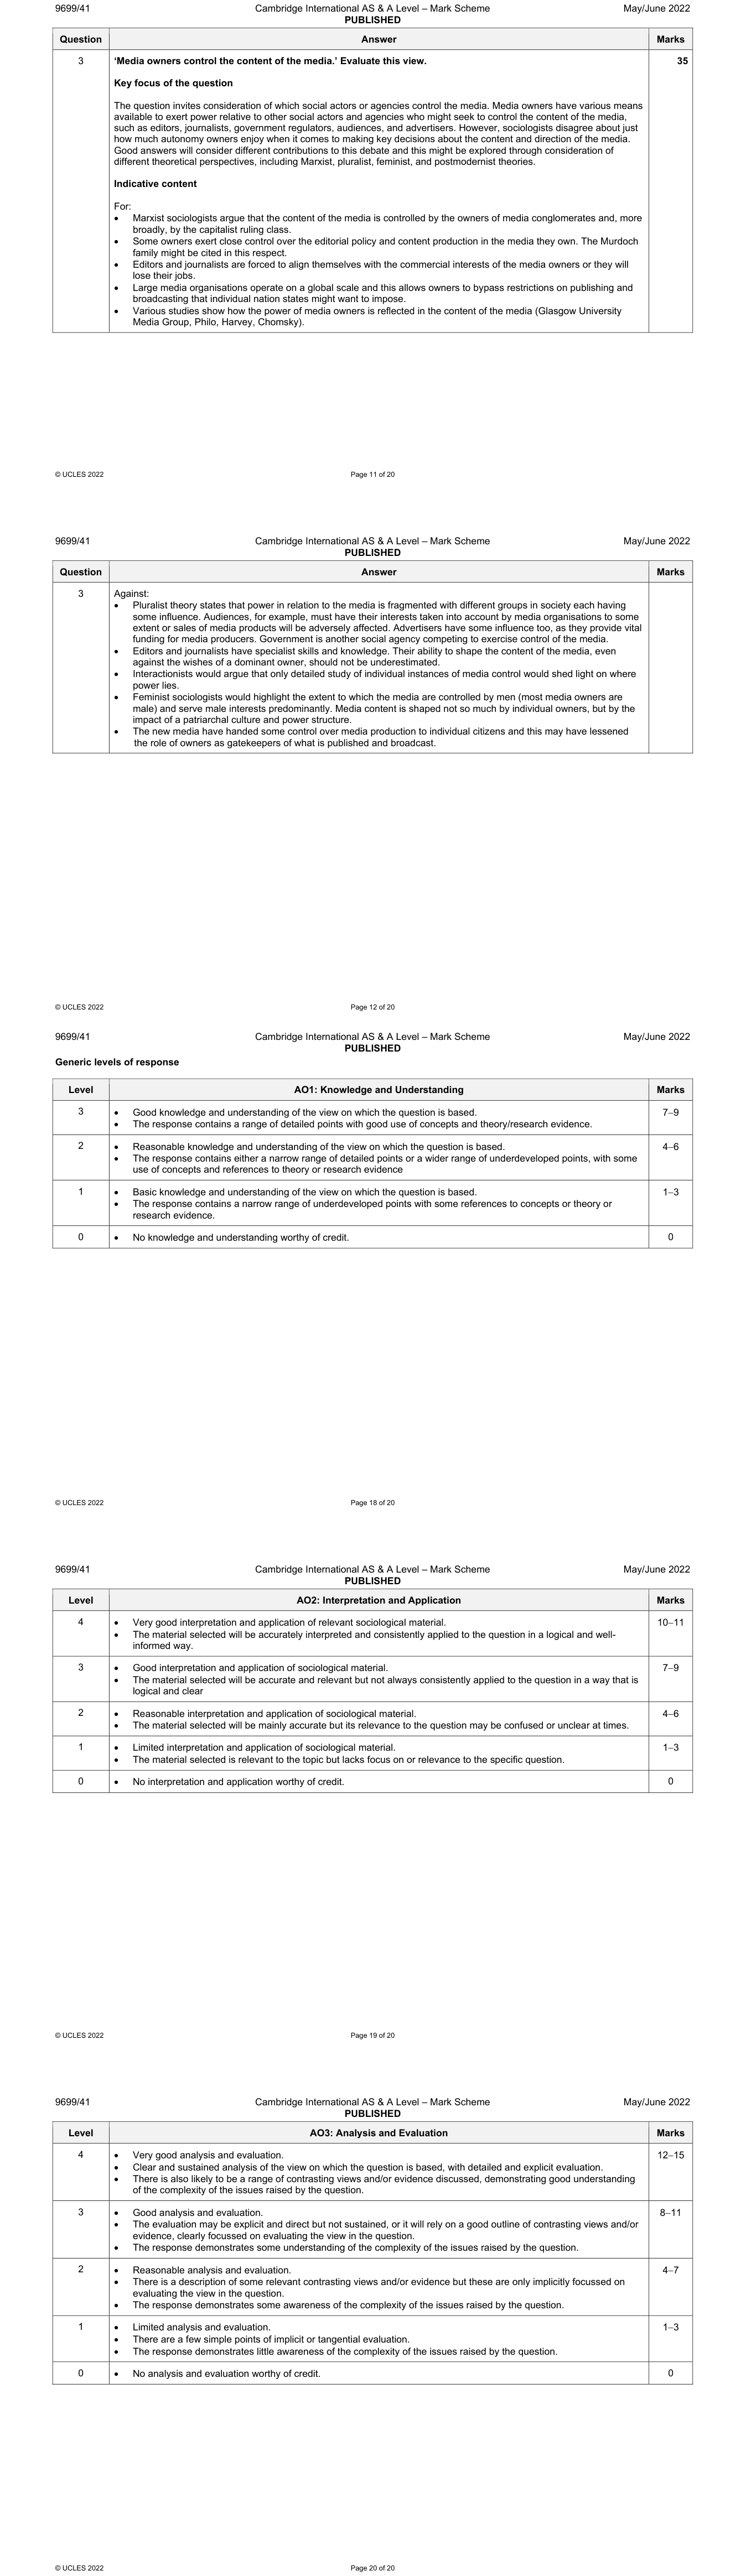 9699/41 Cambridge International AS & A Level – Mark Scheme May/June 2022
PUBLISHED
Question Answer Marks
3 ‘Media owners control the content of the media.’ Evaluate this view. 35
Key focus of the question
The question invites consideration of which social actors or agencies control the media. Media owners have various means
available to exert power relative to other social actors and agencies who might seek to control the content of the media,
such as editors, journalists, government regulators, audiences, and advertisers. However, sociologists disagree about just
how much autonomy owners enjoy when it comes to making key decisions about the content and direction of the media.
Good answers will consider different contributions to this debate and this might be explored through consideration of
different theoretical perspectives, including Marxist, pluralist, feminist, and postmodernist theories.
Indicative content
For:
• Marxist sociologists argue that the content of the media is controlled by the owners of media conglomerates and, more
broadly, by the capitalist ruling class.
• Some owners exert close control over the editorial policy and content production in the media they own. The Murdoch
family might be cited in this respect.
• Editors and journalists are forced to align themselves with the commercial interests of the media owners or they will
lose their jobs.
• Large media organisations operate on a global scale and this allows owners to bypass restrictions on publishing and
broadcasting that individual nation states might want to impose.
• Various studies show how the power of media owners is reflected in the content of the media (Glasgow University
Media Group, Philo, Harvey, Chomsky).
© UCLES 2022 Page 11 of 20
9699/41 Cambridge International AS & A Level – Mark Scheme May/June 2022
PUBLISHED
Question Answer Marks
3 Against:
• Pluralist theory states that power in relation to the media is fragmented with different groups in society each having
some influence. Audiences, for example, must have their interests taken into account by media organisations to some
extent or sales of media products will be adversely affected. Advertisers have some influence too, as they provide vital
funding for media producers. Government is another social agency competing to exercise control of the media.
• Editors and journalists have specialist skills and knowledge. Their ability to shape the content of the media, even
against the wishes of a dominant owner, should not be underestimated.
• Interactionists would argue that only detailed study of individual instances of media control would shed light on where
power lies.
• Feminist sociologists would highlight the extent to which the media are controlled by men (most media owners are
male) and serve male interests predominantly. Media content is shaped not so much by individual owners, but by the
impact of a patriarchal culture and power structure.
• The new media have handed some control over media production to individual citizens and this may have lessened
the role of owners as gatekeepers of what is published and broadcast.
© UCLES 2022 Page 12 of 20
9699/41 Cambridge International AS & A Level – Mark Scheme May/June 2022
PUBLISHED
Generic levels of response
Level AO1: Knowledge and Understanding Marks
3 • Good knowledge and understanding of the view on which the question is based. 7–9
• The response contains a range of detailed points with good use of concepts and theory/research evidence.
2 • Reasonable knowledge and understanding of the view on which the question is based. 4–6
• The response contains either a narrow range of detailed points or a wider range of underdeveloped points, with some
use of concepts and references to theory or research evidence
1 • Basic knowledge and understanding of the view on which the question is based. 1–3
• The response contains a narrow range of underdeveloped points with some references to concepts or theory or
research evidence.
0 • No knowledge and understanding worthy of credit. 0
© UCLES 2022 Page 18 of 20
9699/41 Cambridge International AS & A Level – Mark Scheme May/June 2022
PUBLISHED
Level AO2: Interpretation and Application Marks
4 • Very good interpretation and application of relevant sociological material. 10–11
• The material selected will be accurately interpreted and consistently applied to the question in a logical and well-
informed way.
3 • Good interpretation and application of sociological material. 7–9
• The material selected will be accurate and relevant but not always consistently applied to the question in a way that is
logical and clear
2 • Reasonable interpretation and application of sociological material. 4–6
• The material selected will be mainly accurate but its relevance to the question may be confused or unclear at times.
1 • Limited interpretation and application of sociological material. 1–3
• The material selected is relevant to the topic but lacks focus on or relevance to the specific question.
0 • No interpretation and application worthy of credit. 0
© UCLES 2022 Page 19 of 20
9699/41 Cambridge International AS & A Level – Mark Scheme May/June 2022
PUBLISHED
Level AO3: Analysis and Evaluation Marks
4 • Very good analysis and evaluation. 12–15
• Clear and sustained analysis of the view on which the question is based, with detailed and explicit evaluation.
• There is also likely to be a range of contrasting views and/or evidence discussed, demonstrating good understanding
of the complexity of the issues raised by the question.
3 • Good analysis and evaluation. 8–11
• The evaluation may be explicit and direct but not sustained, or it will rely on a good outline of contrasting views and/or
evidence, clearly focussed on evaluating the view in the question.
• The response demonstrates some understanding of the complexity of the issues raised by the question.
2 • Reasonable analysis and evaluation. 4–7
• There is a description of some relevant contrasting views and/or evidence but these are only implicitly focussed on
evaluating the view in the question.
• The response demonstrates some awareness of the complexity of the issues raised by the question.
1 • Limited analysis and evaluation. 1–3
• There are a few simple points of implicit or tangential evaluation.
• The response demonstrates little awareness of the complexity of the issues raised by the question.
0 • No analysis and evaluation worthy of credit. 0
© UCLES 2022 Page 20 of 20